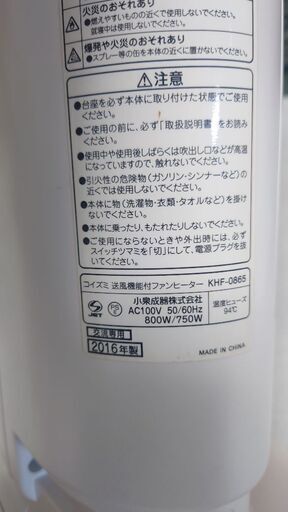 火災のおそれあり
●燃えやすいものの近くで使用しないでください。
就寝中は使用しないでください。
爆発や火災のおそれあり
●スプレー等の缶を本体の近くに置かないでください。
注意
●台座を必ず本体に取り付けた状態でご使用
ください。
●ご使用の前に、必ず「取扱説明書」をお読み
ください。
●使用中や使用後しばらくは吹出し口などが高温
になっていますので、触れないでください。
●引火性の危険物(ガソリン・シンナーなど)の
近くでは使用しないでください。
●本体に物(洗濯物・衣類・タオルなど)を掛け
ないでください。
●本体に乗ったり、もたれたりしないでください。
●ご使用にならないときや外出時には、必ず
スイッチツマミを「切」にして、電源プラグを抜
いてください。
コイズミ 送風機能付ファンヒーター KHF-0865
JET
PS
E
小泉成器株式会社
AC100V 50/60Hz
800W/750W
温度ヒューズ
94℃
交流専用
2016年製
MADE IN CHINA